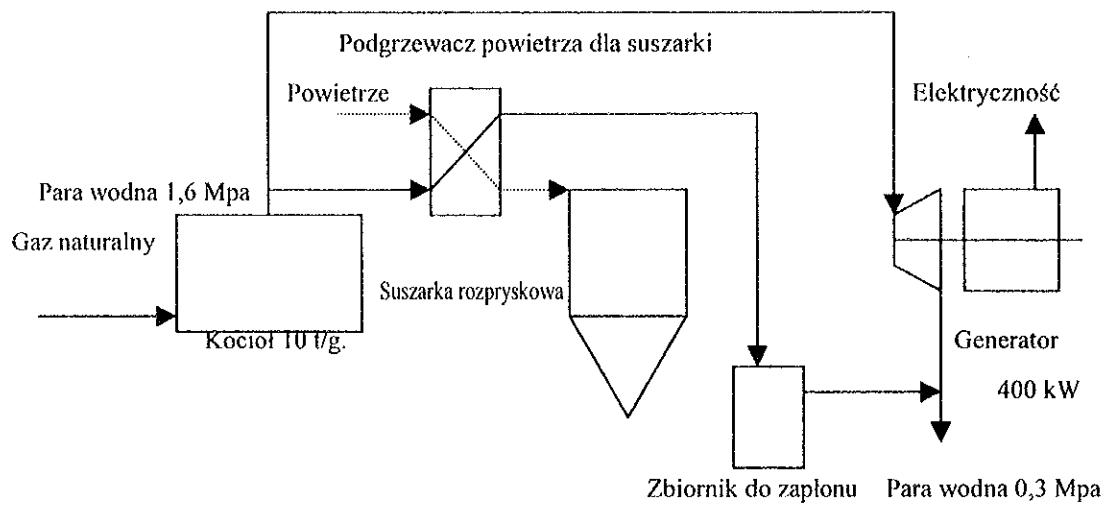 Podgrzewacz powietrza dla suszarki
Powietrze
Elektryczność
Para wodna 1,6 Mpa
Gaz naturalny
Suszarka rozpryskowa
Kocioł 10 t/g.
Generator
400 kW
Zbiornik do zapłonu
Para wodna 0,3 Mpa